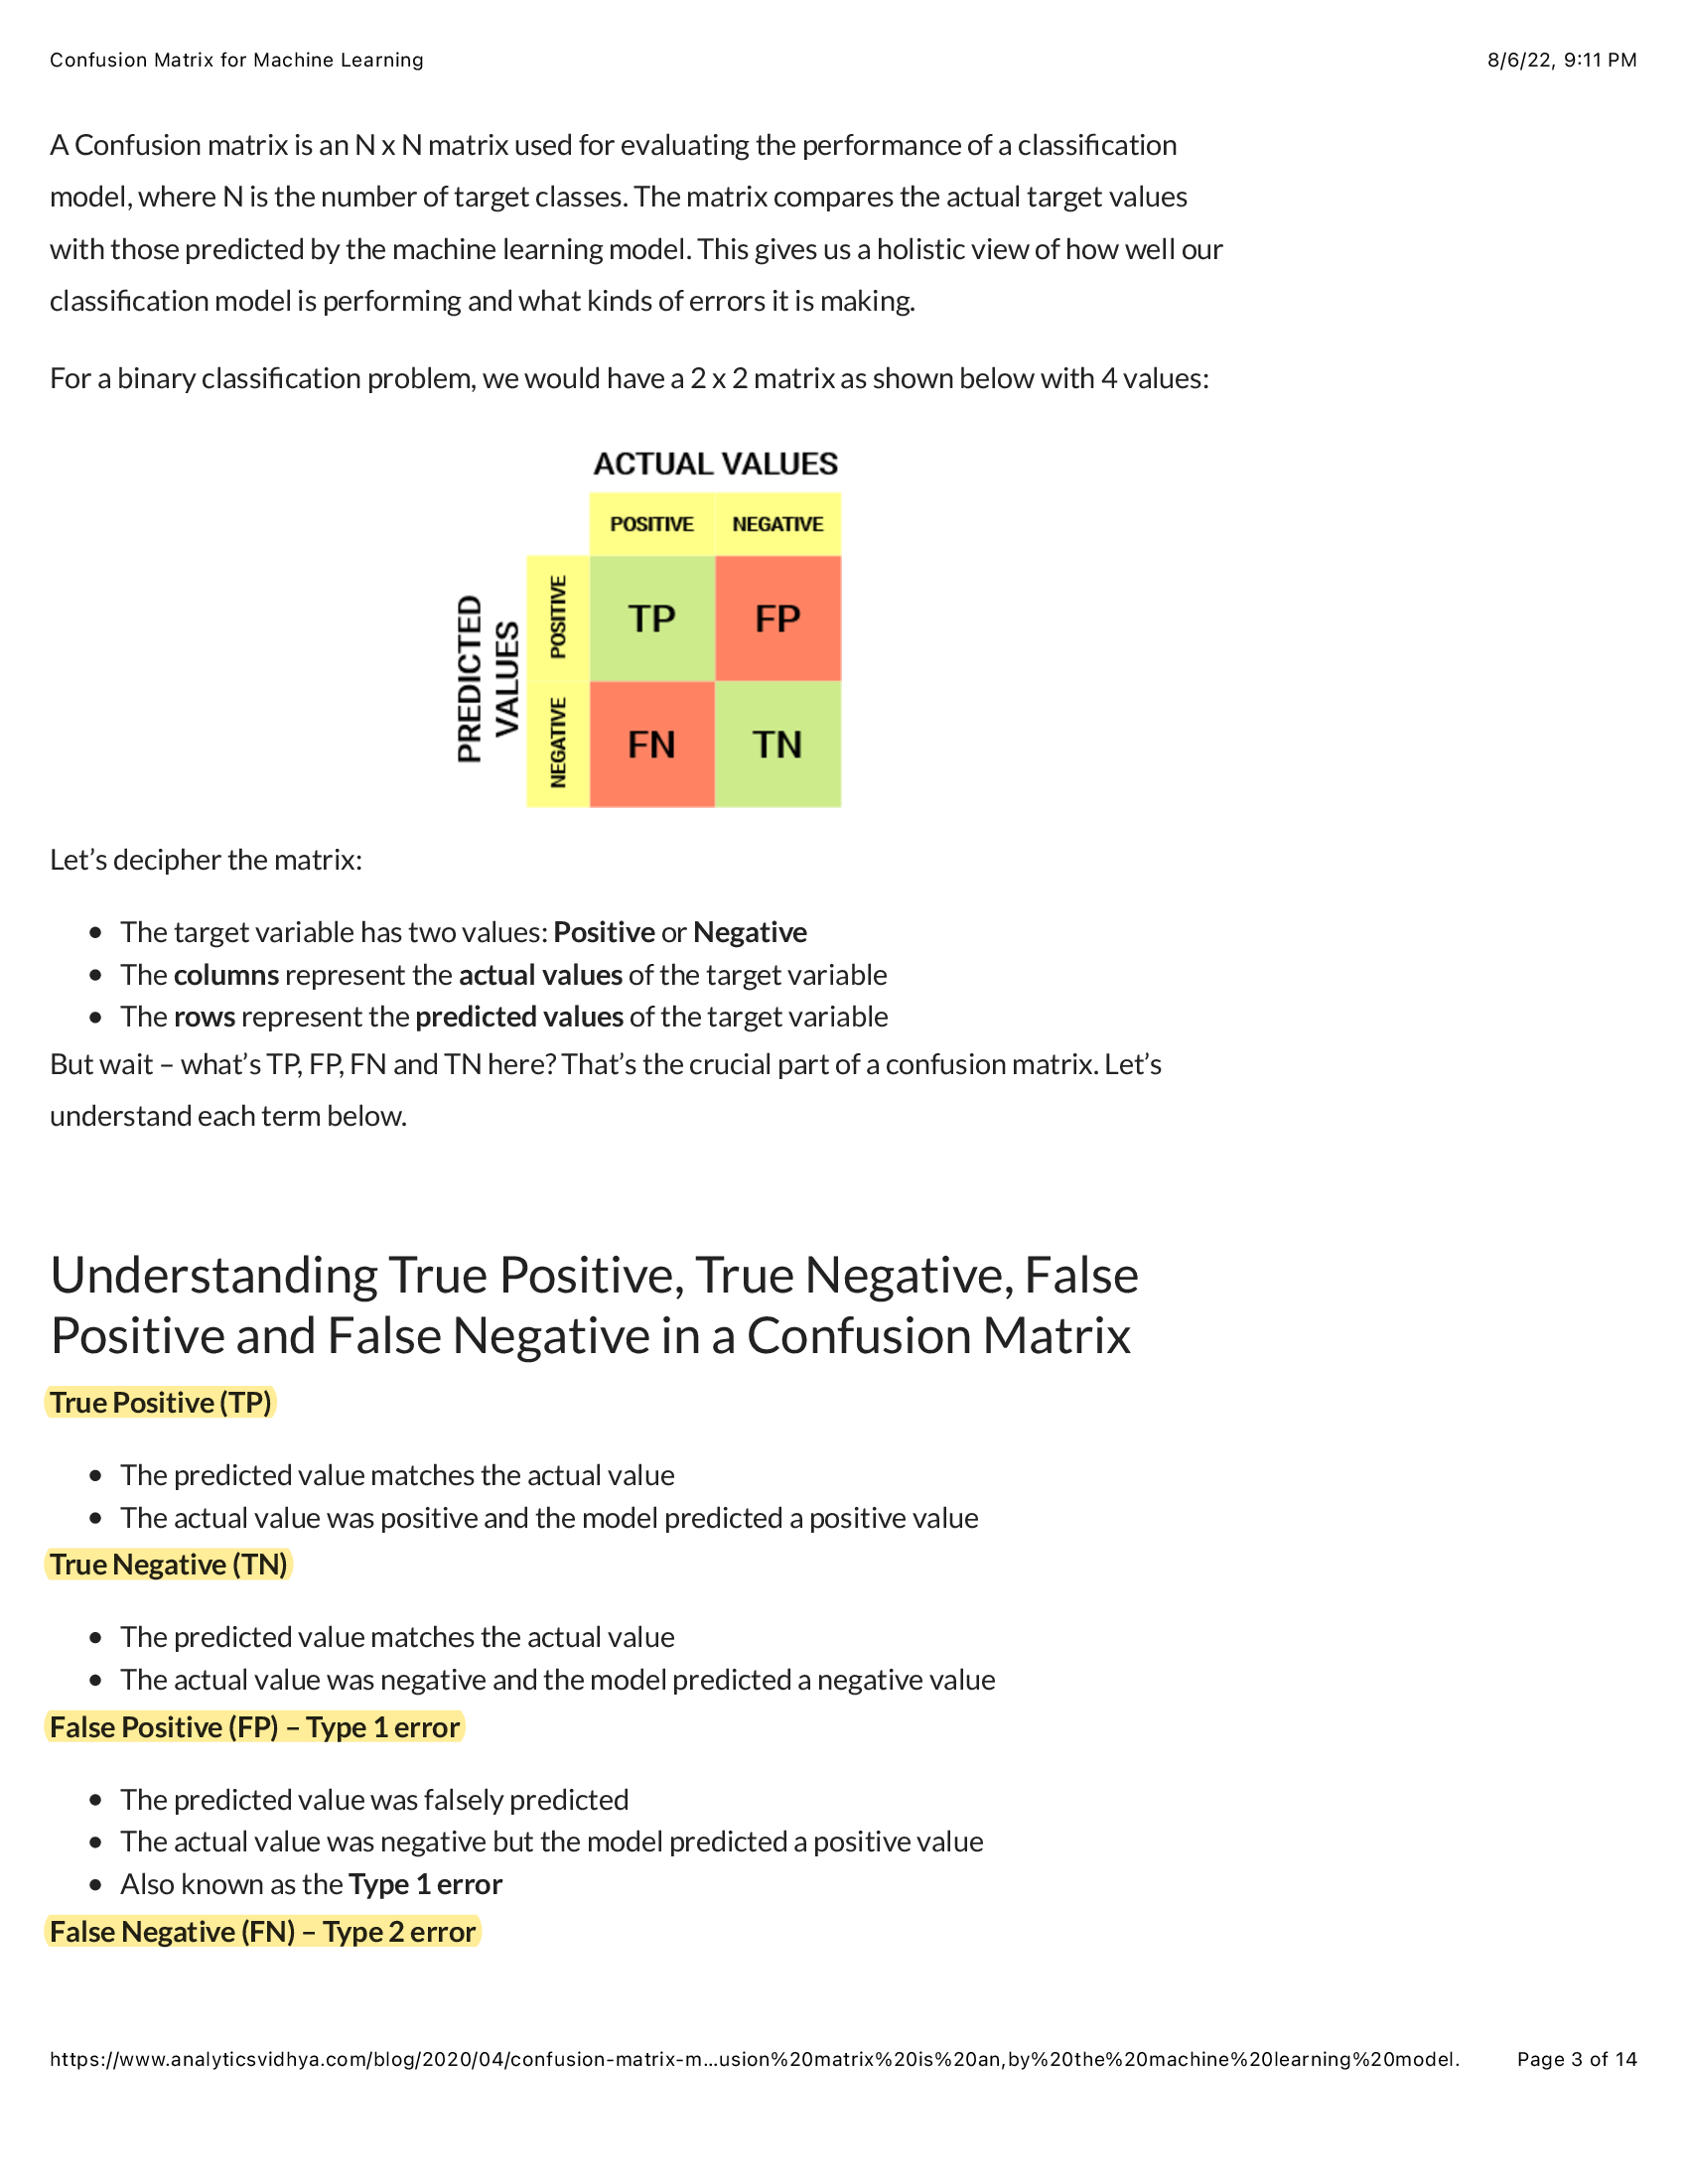 Confusion Matrix for Machine Learning 8/6/22, 9:11 PM
A Confusion matrix is an N x N matrix used for evaluating the performance of a classification
model, where N is the number of target classes. The matrix compares the actual target values
with those predicted by the machine learning model. This gives us a holistic view of how well our
classification model is performing and what kinds of errors it is making.
For a binary classification problem, we would have a 2 x 2 matrix as shown below with 4 values:
ACTUAL VALUES
POSITIVE NEGATIVE
PREDICTED
VALUES
POSITIVE
TP FP
NEGATIVE
FN TN
Let’s decipher the matrix:
• The target variable has two values: Positive or Negative
• The columns represent the actual values of the target variable
• The rows represent the predicted values of the target variable
But wait – what’s TP, FP, FN and TN here? That’s the crucial part of a confusion matrix. Let’s
understand each term below.
Understanding True Positive, True Negative, False
Positive and False Negative in a Confusion Matrix
True Positive (TP)
• The predicted value matches the actual value
• The actual value was positive and the model predicted a positive value
True Negative (TN)
• The predicted value matches the actual value
• The actual value was negative and the model predicted a negative value
False Positive (FP) – Type 1 error
• The predicted value was falsely predicted
• The actual value was negative but the model predicted a positive value
• Also known as the Type 1 error
False Negative (FN) – Type 2 error
https://www.analyticsvidhya.com/blog/2020/04/confusion-matrix-m…usion%20matrix%20is%20an,by%20the%20machine%20learning%20model. Page 3 of 14